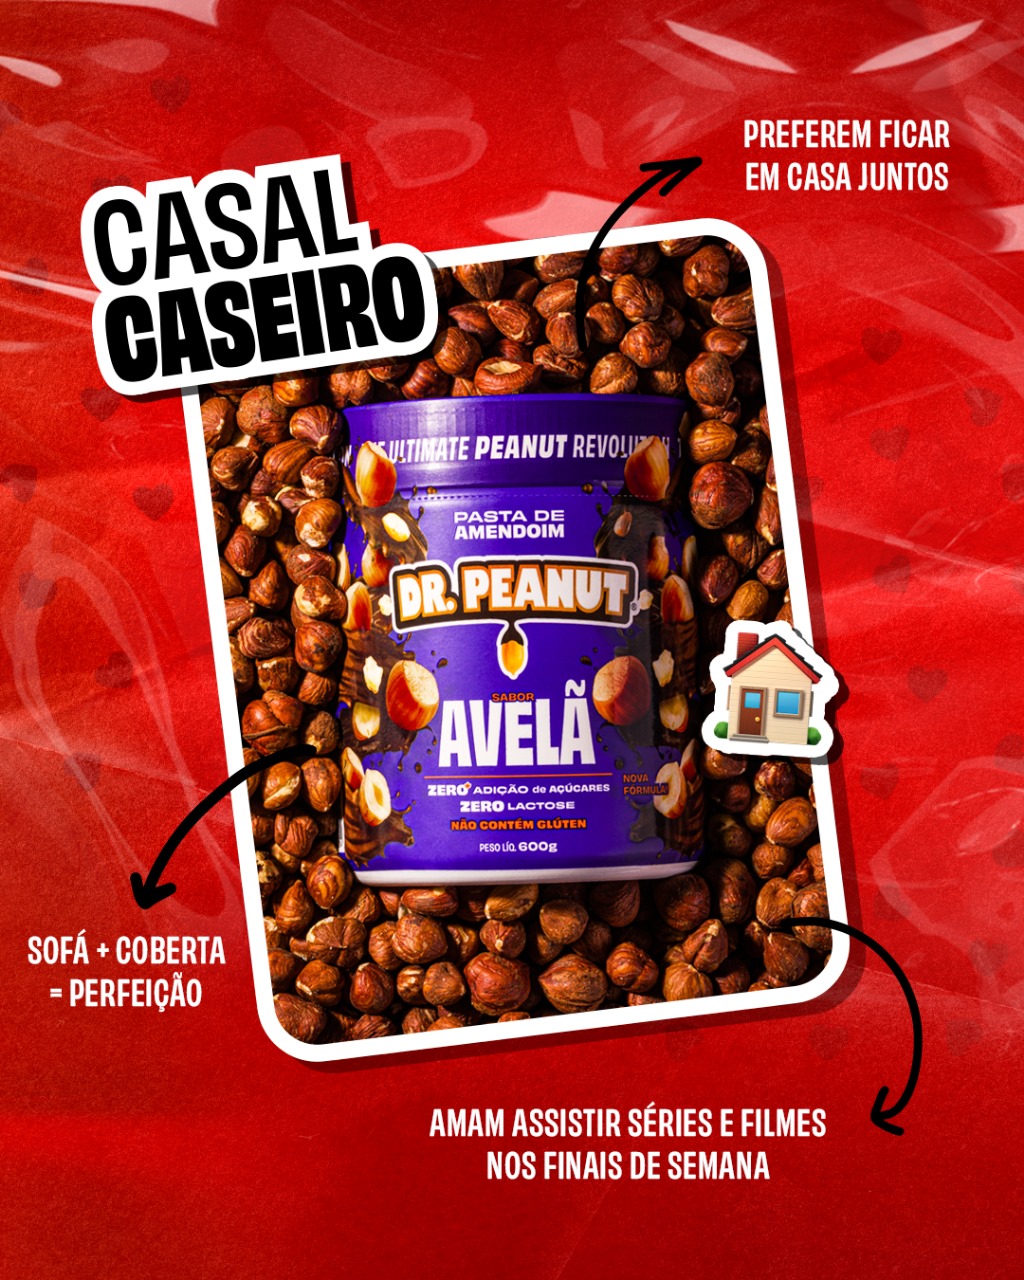 PREFEREM FICAR
EM CASA JUNTOS
CASAL
CASEIRO
ULTIMATE PEANUT
PASTA DE
AMENDOIM
DR. PEANUT
SABOR
AVELÃ
ZERO ADIÇÃO de AÇÚCARES
ZERO LACTOSE
NÃO CONTÉM GLÚTEN
NOVA
FÓRMULA!
PESO LÍQ. 600g
SOFÁ + COBERTA
= PERFEIÇÃO
AMAM ASSISTIR SÉRIES E FILMES
NOS FINAIS DE SEMANA